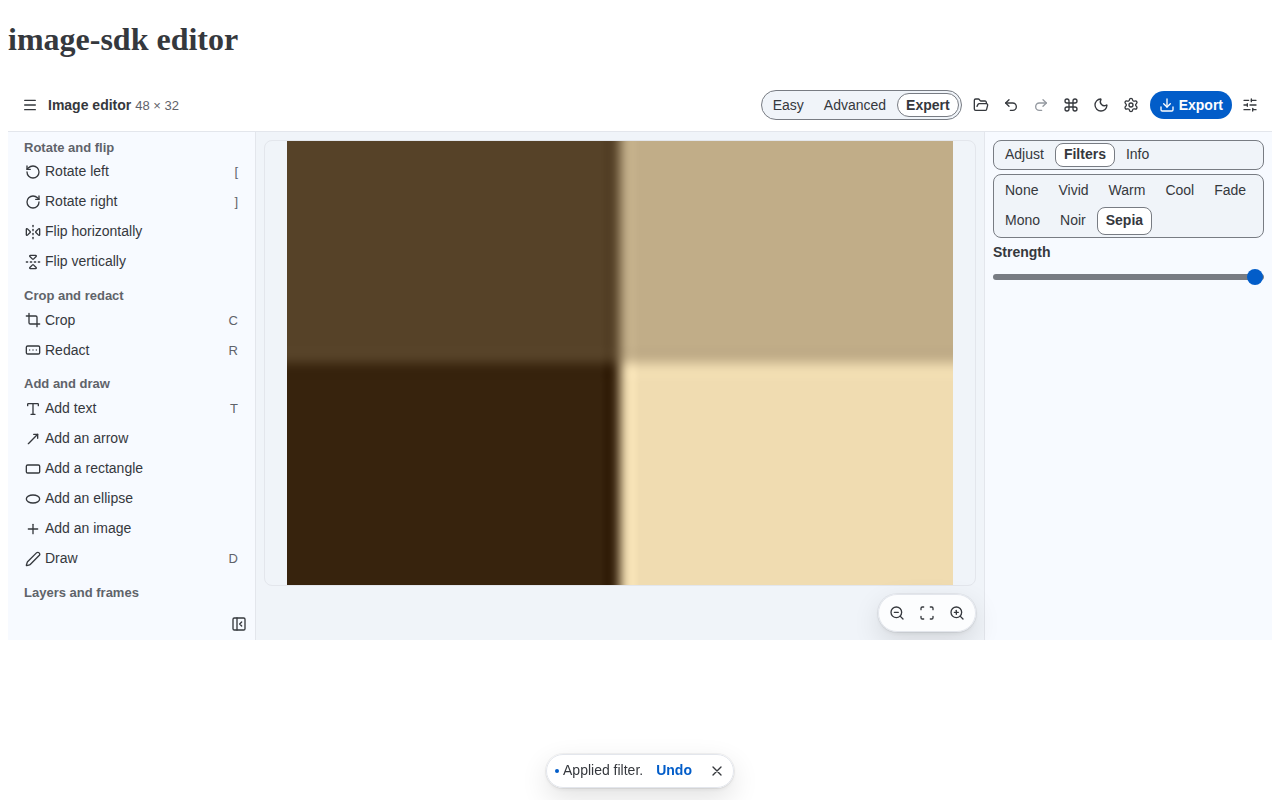 image-sdk editor
Image editor 48 × 32
Easy Advanced Expert
Export
Rotate and flip
Rotate left [
Rotate right ]
Flip horizontally
Flip vertically
Crop and redact
Crop C
Redact R
Add and draw
Add text T
Add an arrow
Add a rectangle
Add an ellipse
Add an image
Draw D
Layers and frames
Adjust Filters Info
None Vivid Warm Cool Fade
Mono Noir Sepia
Strength
Applied filter. Undo